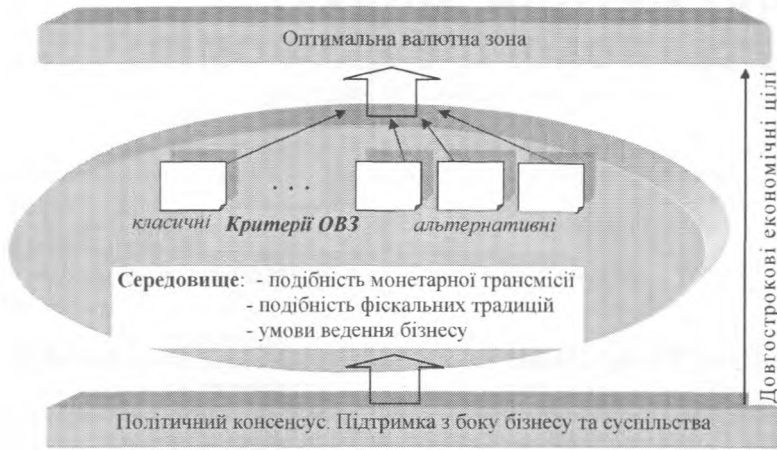 Оптимальна валютна зона
. . .
класичні Критерії ОВЗ альтернативні
Середовище: - подібність монетарної трансмісії
- подібність фіскальних традицій
- умови ведення бізнесу
Політичний консенсус. Підтримка з боку бізнесу та суспільства
Довгострокові економічні цілі